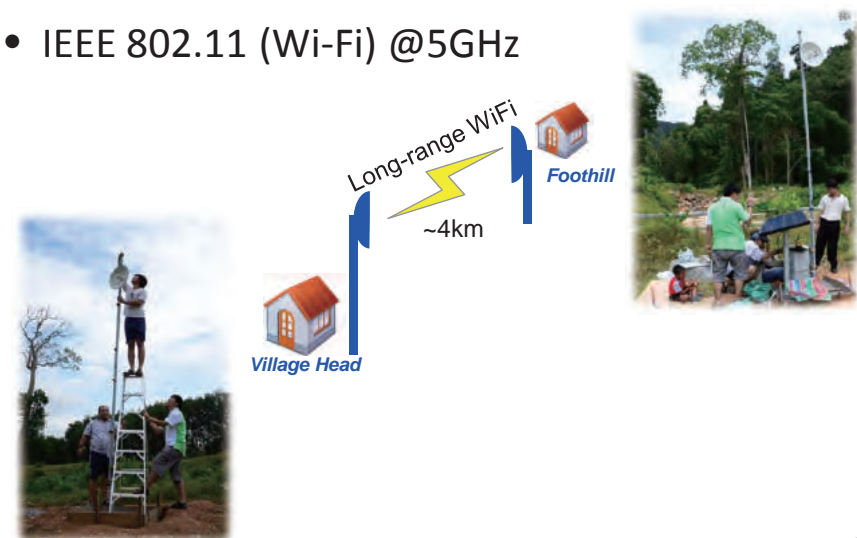 • IEEE 802.11 (Wi-Fi) @5GHz
Long-range WiFi
Foothill
~4km
Village Head